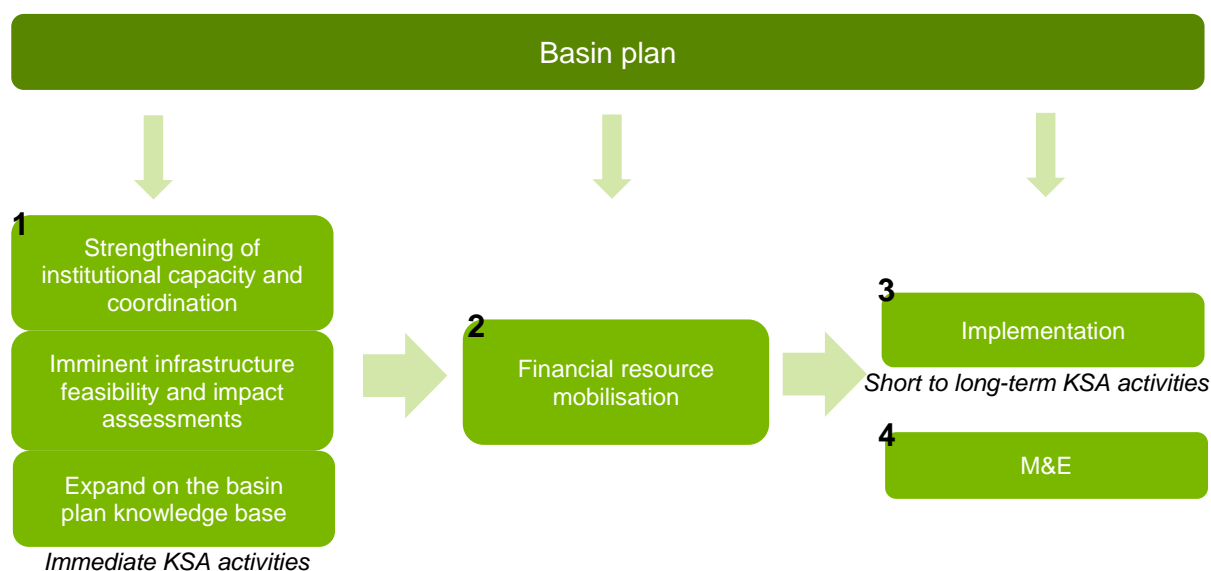 Basin plan
1
Strengthening of
institutional capacity and
coordination
Imminent infrastructure
feasibility and impact
assessments
Expand on the basin
plan knowledge base
Immediate KSA activities
2
Financial resource
mobilisation
3
Implementation
Short to long-term KSA activities
4
M&E